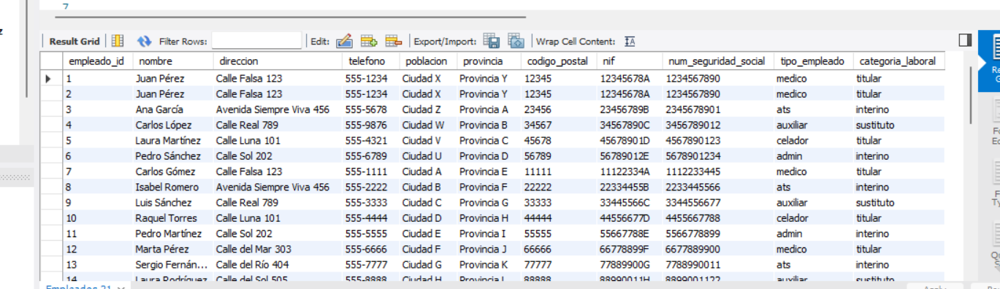 7
Result Grid Filter Rows: Edit: Export/Import: Wrap Cell Content:
empleado_id nombre direccion telefono poblacion provincia codigo_postal nif num_seguridad_social tipo_empleado categoria_laboral
1 Juan Pérez Calle Falsa 123 555-1234 Ciudad X Provincia Y 12345 12345678A 1234567890 medico titular
2 Juan Pérez Calle Falsa 123 555-1234 Ciudad X Provincia Y 12345 12345678A 1234567890 medico titular
3 Ana García Avenida Siempre Viva 456 555-5678 Ciudad Z Provincia A 23456 23456789B 2345678901 ats interino
4 Carlos López Calle Real 789 555-9876 Ciudad W Provincia B 34567 34567890C 3456789012 auxiliar sustituto
5 Laura Martínez Calle Luna 101 555-4321 Ciudad V Provincia C 45678 45678901D 4567890123 celador titular
6 Pedro Sánchez Calle Sol 202 555-6789 Ciudad U Provincia D 56789 56789012E 5678901234 admin interino
7 Carlos Gómez Calle Falsa 123 555-1111 Ciudad A Provincia E 11111 11122334A 1112233445 medico titular
8 Isabel Romero Avenida Siempre Viva 456 555-2222 Ciudad B Provincia F 22222 22334455B 2233445566 ats interino
9 Luis Sánchez Calle Real 789 555-3333 Ciudad C Provincia G 33333 33445566C 3344556677 auxiliar sustituto
10 Raquel Torres Calle Luna 101 555-4444 Ciudad D Provincia H 44444 44556677D 4455667788 celador titular
11 Pedro Martínez Calle Sol 202 555-5555 Ciudad E Provincia I 55555 55667788E 5566778899 admin interino
12 Marta Pérez Calle del Mar 303 555-6666 Ciudad F Provincia J 66666 66778899F 6677889900 medico titular
13 Sergio Fernán... Calle del Río 404 555-7777 Ciudad G Provincia K 77777 77889900G 7788990011 ats interino
14 Laura Rodríguez Calle del Sol 505 555-8888 Ciudad H Provincia L 88888 88990011H 8899001122 auxiliar sustituto
Empleados 21